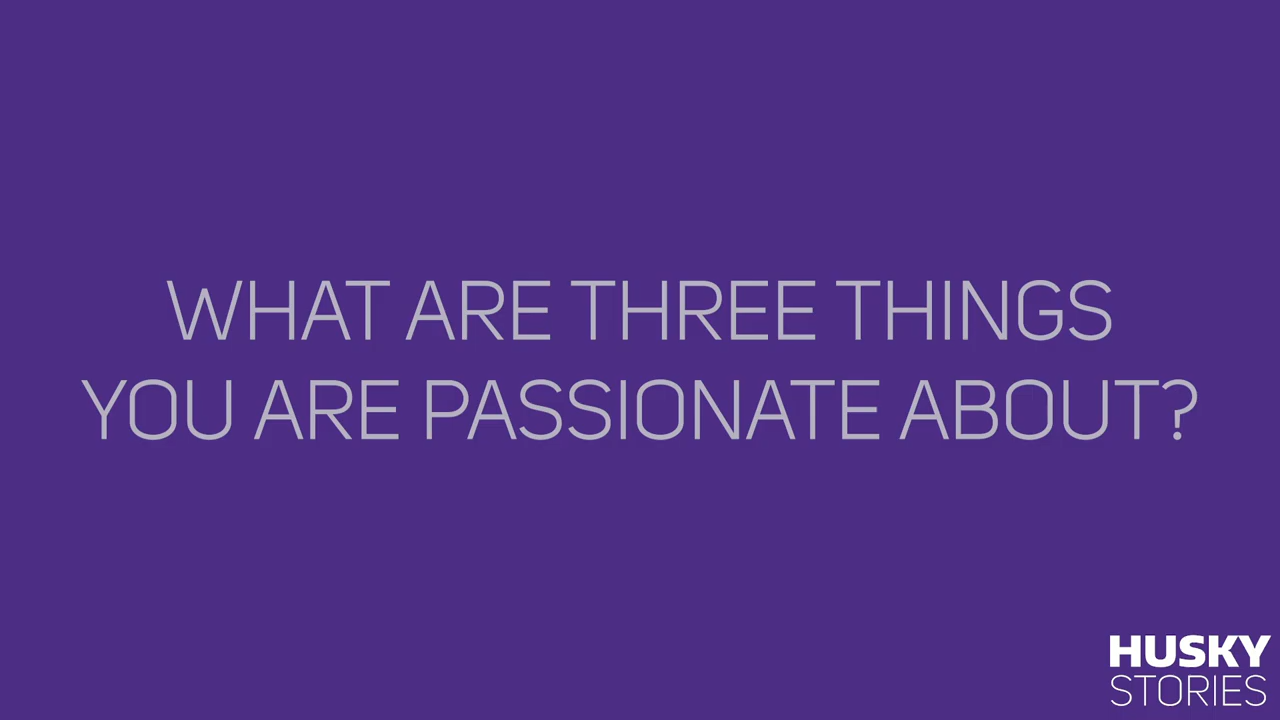 WHAT ARE THREE THINGS
YOU ARE PASSIONATE ABOUT?
HUSKY
STORIES